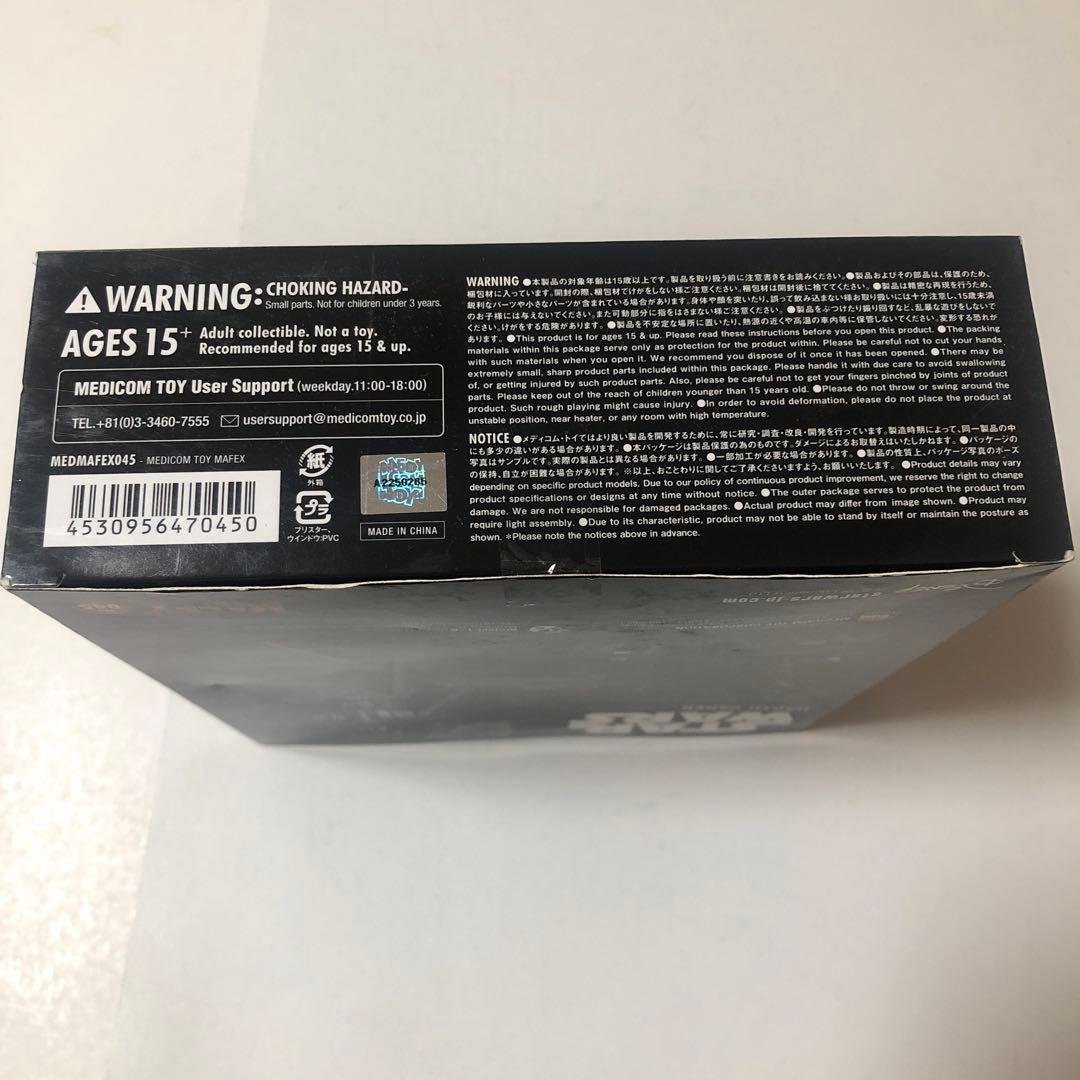 WARNING: CHOKING HAZARD-
Small parts. Not for children under 3 years.
AGES 15+ Adult collectible. Not a toy.
Recommended for ages 15 & up.
MEDICOM TOY User Support (weekday.11:00-18:00)
TEL.+81(0)3-3460-7555 usersupport@medicomtoy.co.jp
MEDMAFEX045 - MEDICOM TOY MAFEX
4530956470450
紙
外箱
プラ
ブリスター,
ウインドウ:PVC
A2250285
MADE IN CHINA
WARNING ●本製品の対象年齢は15歳以上です。製品を取り扱う前に注意書きをお読みください。●製品およびその部品は、保護のため、
梱包材に入っています。開封の際、梱包材でけがをしない様ご注意ください。梱包材は開封後に捨ててください。●製品は精密な再現を行うため、
鋭利なパーツや小さなパーツが含まれている場合があります。身体や顔を突いたり、誤って飲み込まない様お取り扱いには十分注意し、15歳未満
のお子様には与えないでください。また可動部分に指をはさまない様ご注意ください。●製品をぶつけたり振り回すなど、乱暴な遊びをしないで
ください。けがをする危険があります。●製品を不安定な場所に置いたり、熱源の近くや高温の車内等に保管しないでください。変形する恐れが
あります。●This product is for ages 15 & up. Please read these instructions before you open this product. ●The packing
materials within this package serve only as protection for the product within. Please be careful not to cut your hands
with such materials when you open it. We recommend you dispose of it once it has been opened. ●There may be
extremely small, sharp product parts included within this package. Please handle it with due care to avoid swallowing
of, or getting injured by such product parts. Also, please be careful not to get your fingers pinched by joints of product
parts. Please keep out of the reach of children younger than 15 years old. ●Please do not throw or swing around the
product. Such rough playing might cause injury. ●In order to avoid deformation, please do not place the product at
unstable position, near heater, or any room with high temperature.
NOTICE ●メディコム・トイではより良い製品を開発するために、常に研究・調査・改良・開発を行っています。製造時期によって、同一製品の中
にも多少の違いがある場合があります。●本パッケージは製品保護の為のものです。ダメージによるお取替えはいたしかねます。●パッケージの
写真はサンプルです。実際の製品とは異なる場合があります。●一部加工が必要な場合があります。●製品の性質上、パッケージ写真のポーズ
の保持、自立が困難な場合があります。※以上、おことわりに関してご了承くださいますよう、お願いいたします。●Product details may vary
depending on specific product models. Due to our policy of continuous product improvement, we reserve the right to change
product specifications or designs at any time without notice. ●The outer package serves to protect the product from
damage. We are not responsible for damaged packages. ●Actual product may differ from image shown. ●Product may
require light assembly. ●Due to its characteristic, product may not be able to stand by itself or maintain the posture as
shown. *Please note the notices above in advance.
starwars-jp.com
STAR
WARS